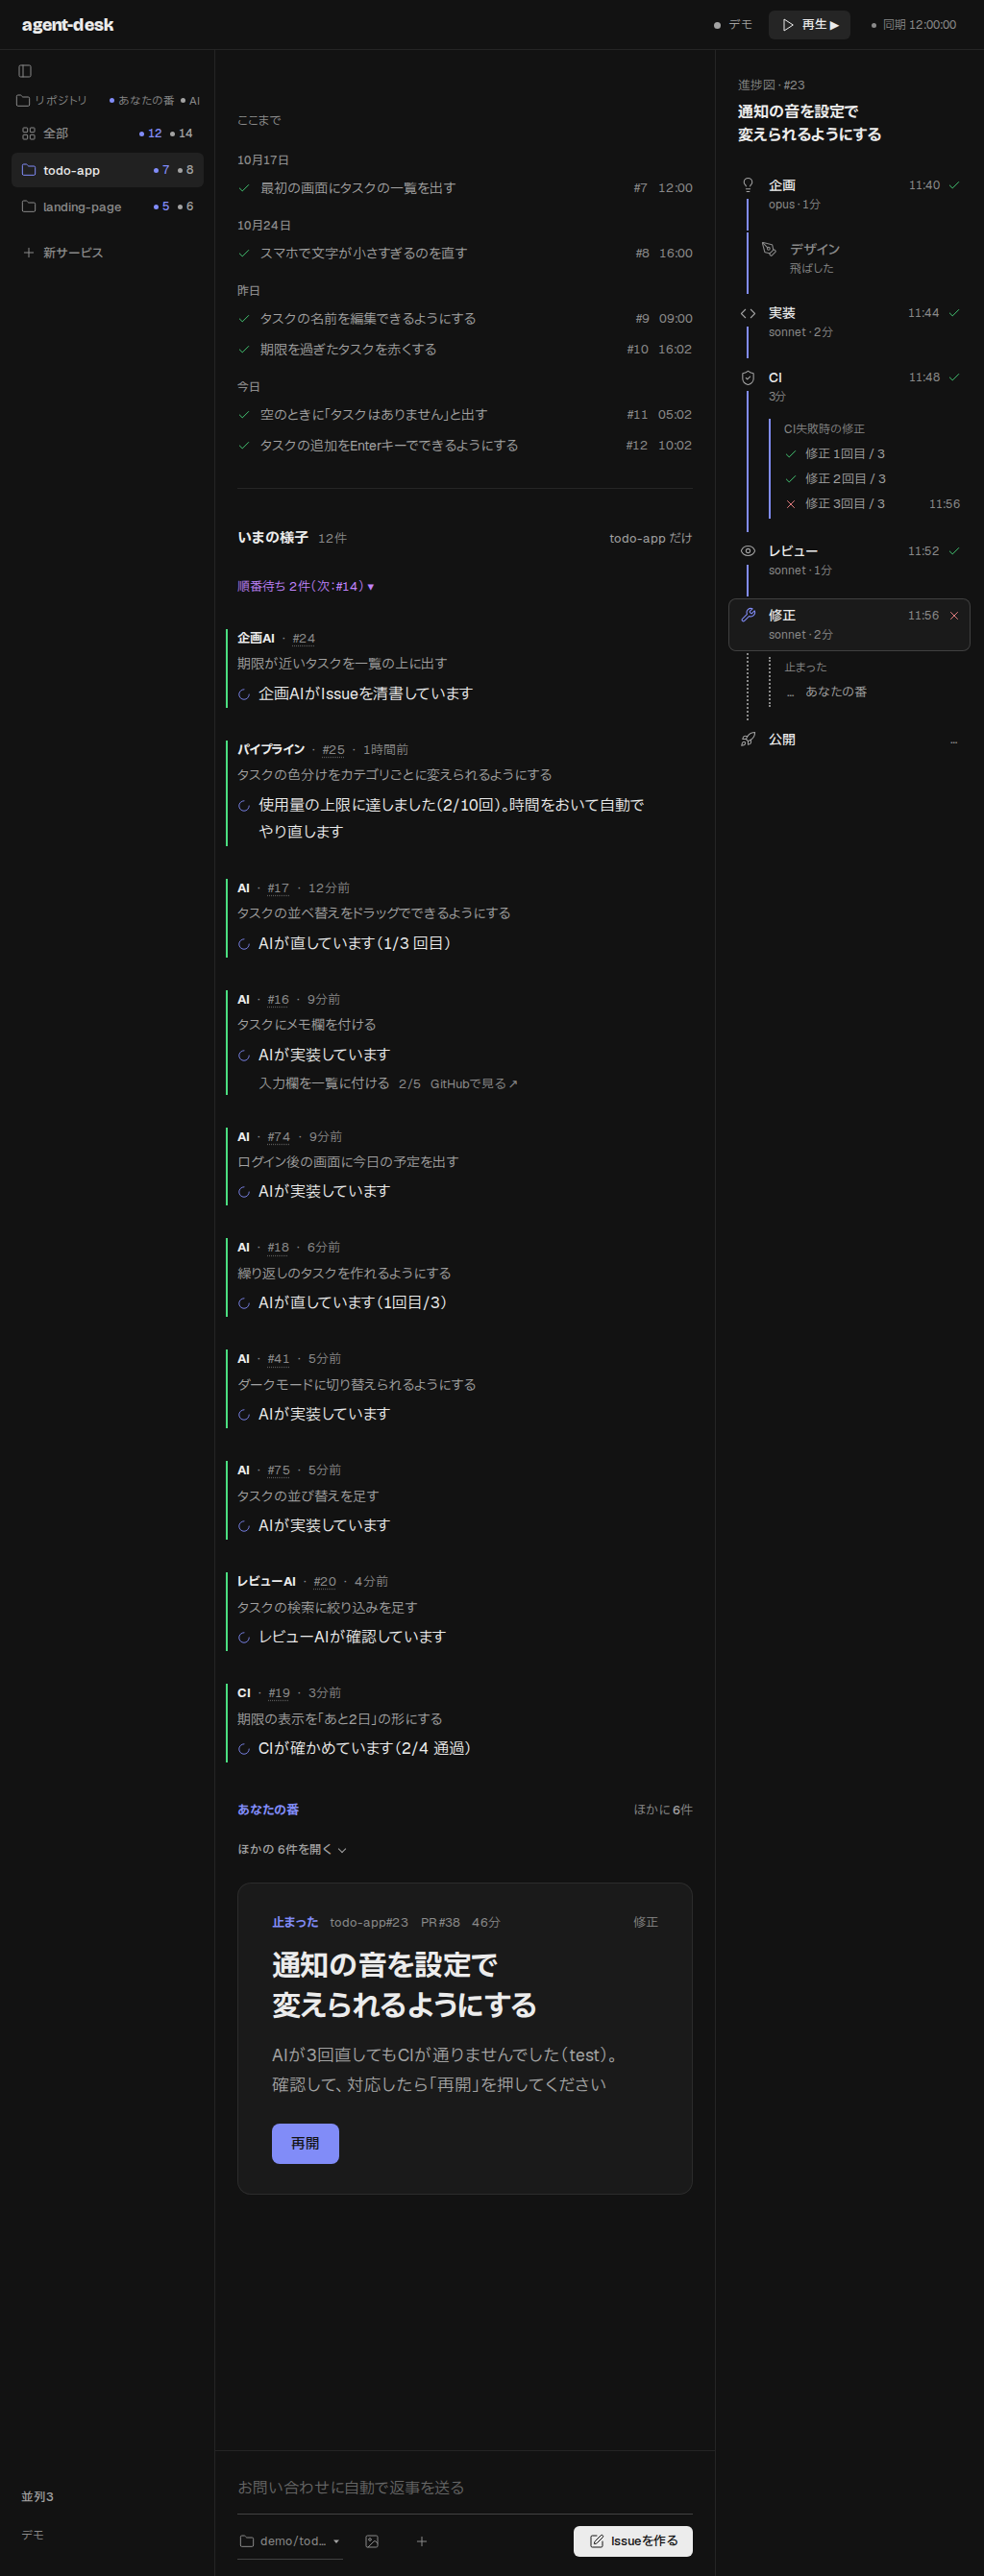 agent-desk
デモ
再生 ▶
同期 12:00:00
リポジトリ
あなたの番
AI
全部
12
14
todo-app
7
8
landing-page
5
6
新サービス
並列3
デモ
ここまで
10月17日
最初の画面にタスクの一覧を出す #7 12:00
10月24日
スマホで文字が小さすぎるのを直す #8 16:00
昨日
タスクの名前を編集できるようにする #9 09:00
期限を過ぎたタスクを赤くする #10 16:02
今日
空のときに「タスクはありません」と出す #11 05:02
タスクの追加をEnterキーでできるようにする #12 10:02
いまの様子 12件 todo-app だけ
順番待ち 2件（次：#14）▾
企画AI · #24
期限が近いタスクを一覧の上に出す
企画AIがIssueを清書しています
パイプライン · #25 · 1時間前
タスクの色分けをカテゴリごとに変えられるようにする
使用量の上限に達しました（2/10回）。時間をおいて自動で
やり直します
AI · #17 · 12分前
タスクの並べ替えをドラッグでできるようにする
AIが直しています（1/3 回目）
AI · #16 · 9分前
タスクにメモ欄を付ける
AIが実装しています
入力欄を一覧に付ける 2/5 GitHubで見る↗
AI · #74 · 9分前
ログイン後の画面に今日の予定を出す
AIが実装しています
AI · #18 · 6分前
繰り返しのタスクを作れるようにする
AIが直しています（1回目/3）
AI · #41 · 5分前
ダークモードに切り替えられるようにする
AIが実装しています
AI · #75 · 5分前
タスクの並び替えを足す
AIが実装しています
レビューAI · #20 · 4分前
タスクの検索に絞り込みを足す
レビューAIが確認しています
CI · #19 · 3分前
期限の表示を「あと2日」の形にする
CIが確かめています（2/4 通過）
あなたの番 ほかに 6件
ほかの 6件を開く
止まった todo-app#23 PR#38 46分 修正
通知の音を設定で
変えられるようにする
AIが3回直してもCIが通りませんでした（test）。
確認して、対応したら「再開」を押してください
再開
お問い合わせに自動で返事を送る
demo/tod… ▾
Issueを作る
進捗図 · #23
通知の音を設定で
変えられるようにする
企画 11:40
opus · 1分
デザイン
飛ばした
実装 11:44
sonnet · 2分
CI 11:48
3分
CI失敗時の修正
修正 1回目 / 3
修正 2回目 / 3
修正 3回目 / 3 11:56
レビュー 11:52
sonnet · 1分
修正 11:56
sonnet · 2分
止まった
… あなたの番
公開 …